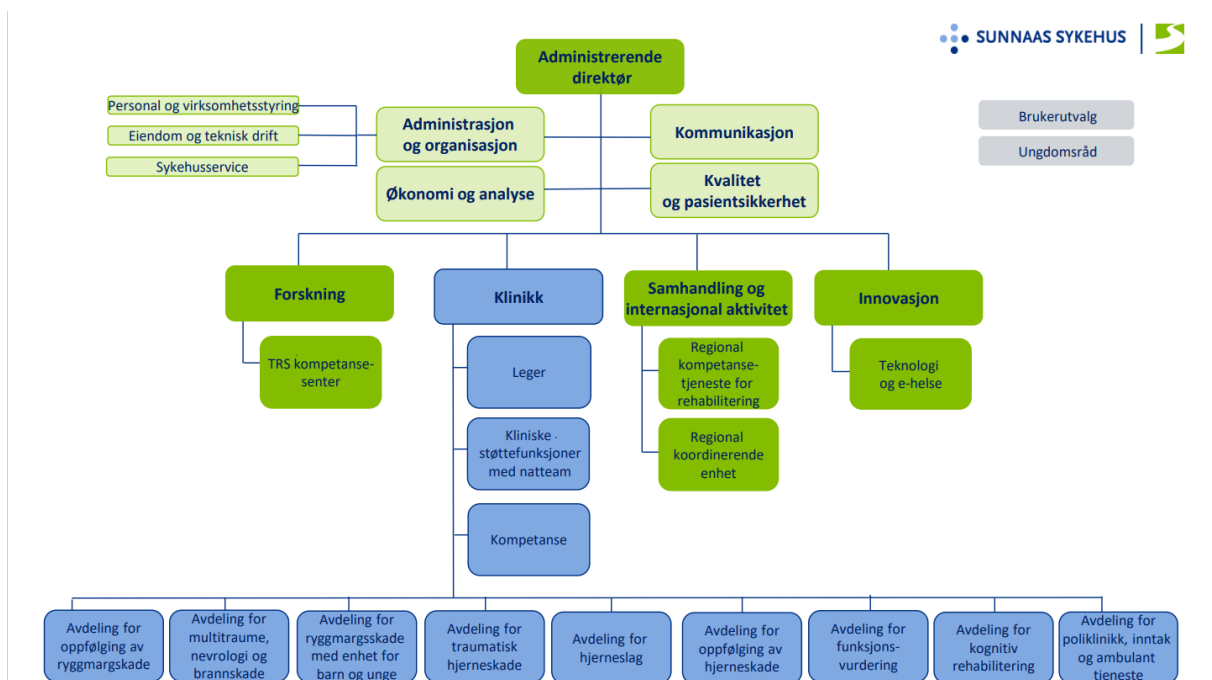 SUNNAAS SYKEHUS
Administrerende
direktør
Personal og virksomhetsstyring
Eiendom og teknisk drift
Sykehusservice
Administrasjon
og organisasjon
Kommunikasjon
Økonomi og analyse
Kvalitet
og pasientsikkerhet
Brukerutvalg
Ungdomsråd
Forskning
Klinikk
Samhandling og
internasjonal aktivitet
Innovasjon
TRS kompetanse-
senter
Leger
Kliniske
støttefunksjoner
med natteam
Kompetanse
Regional
kompetanse-
tjeneste for
rehabilitering
Regional
koordinerende
enhet
Teknologi
og e-helse
Avdeling for
oppfølging av
ryggmargskade
Avdeling for
multitraume,
nevrologi og
brannskade
Avdeling for
ryggmargsskade
med enhet for
barn og unge
Avdeling for
traumatisk
hjerneskade
Avdeling for
hjerneslag
Avdeling for
oppfølging av
hjerneskade
Avdeling for
funksjons-
vurdering
Avdeling for
kognitiv
rehabilitering
Avdeling for
poliklinikk, inntak
og ambulant
tjeneste